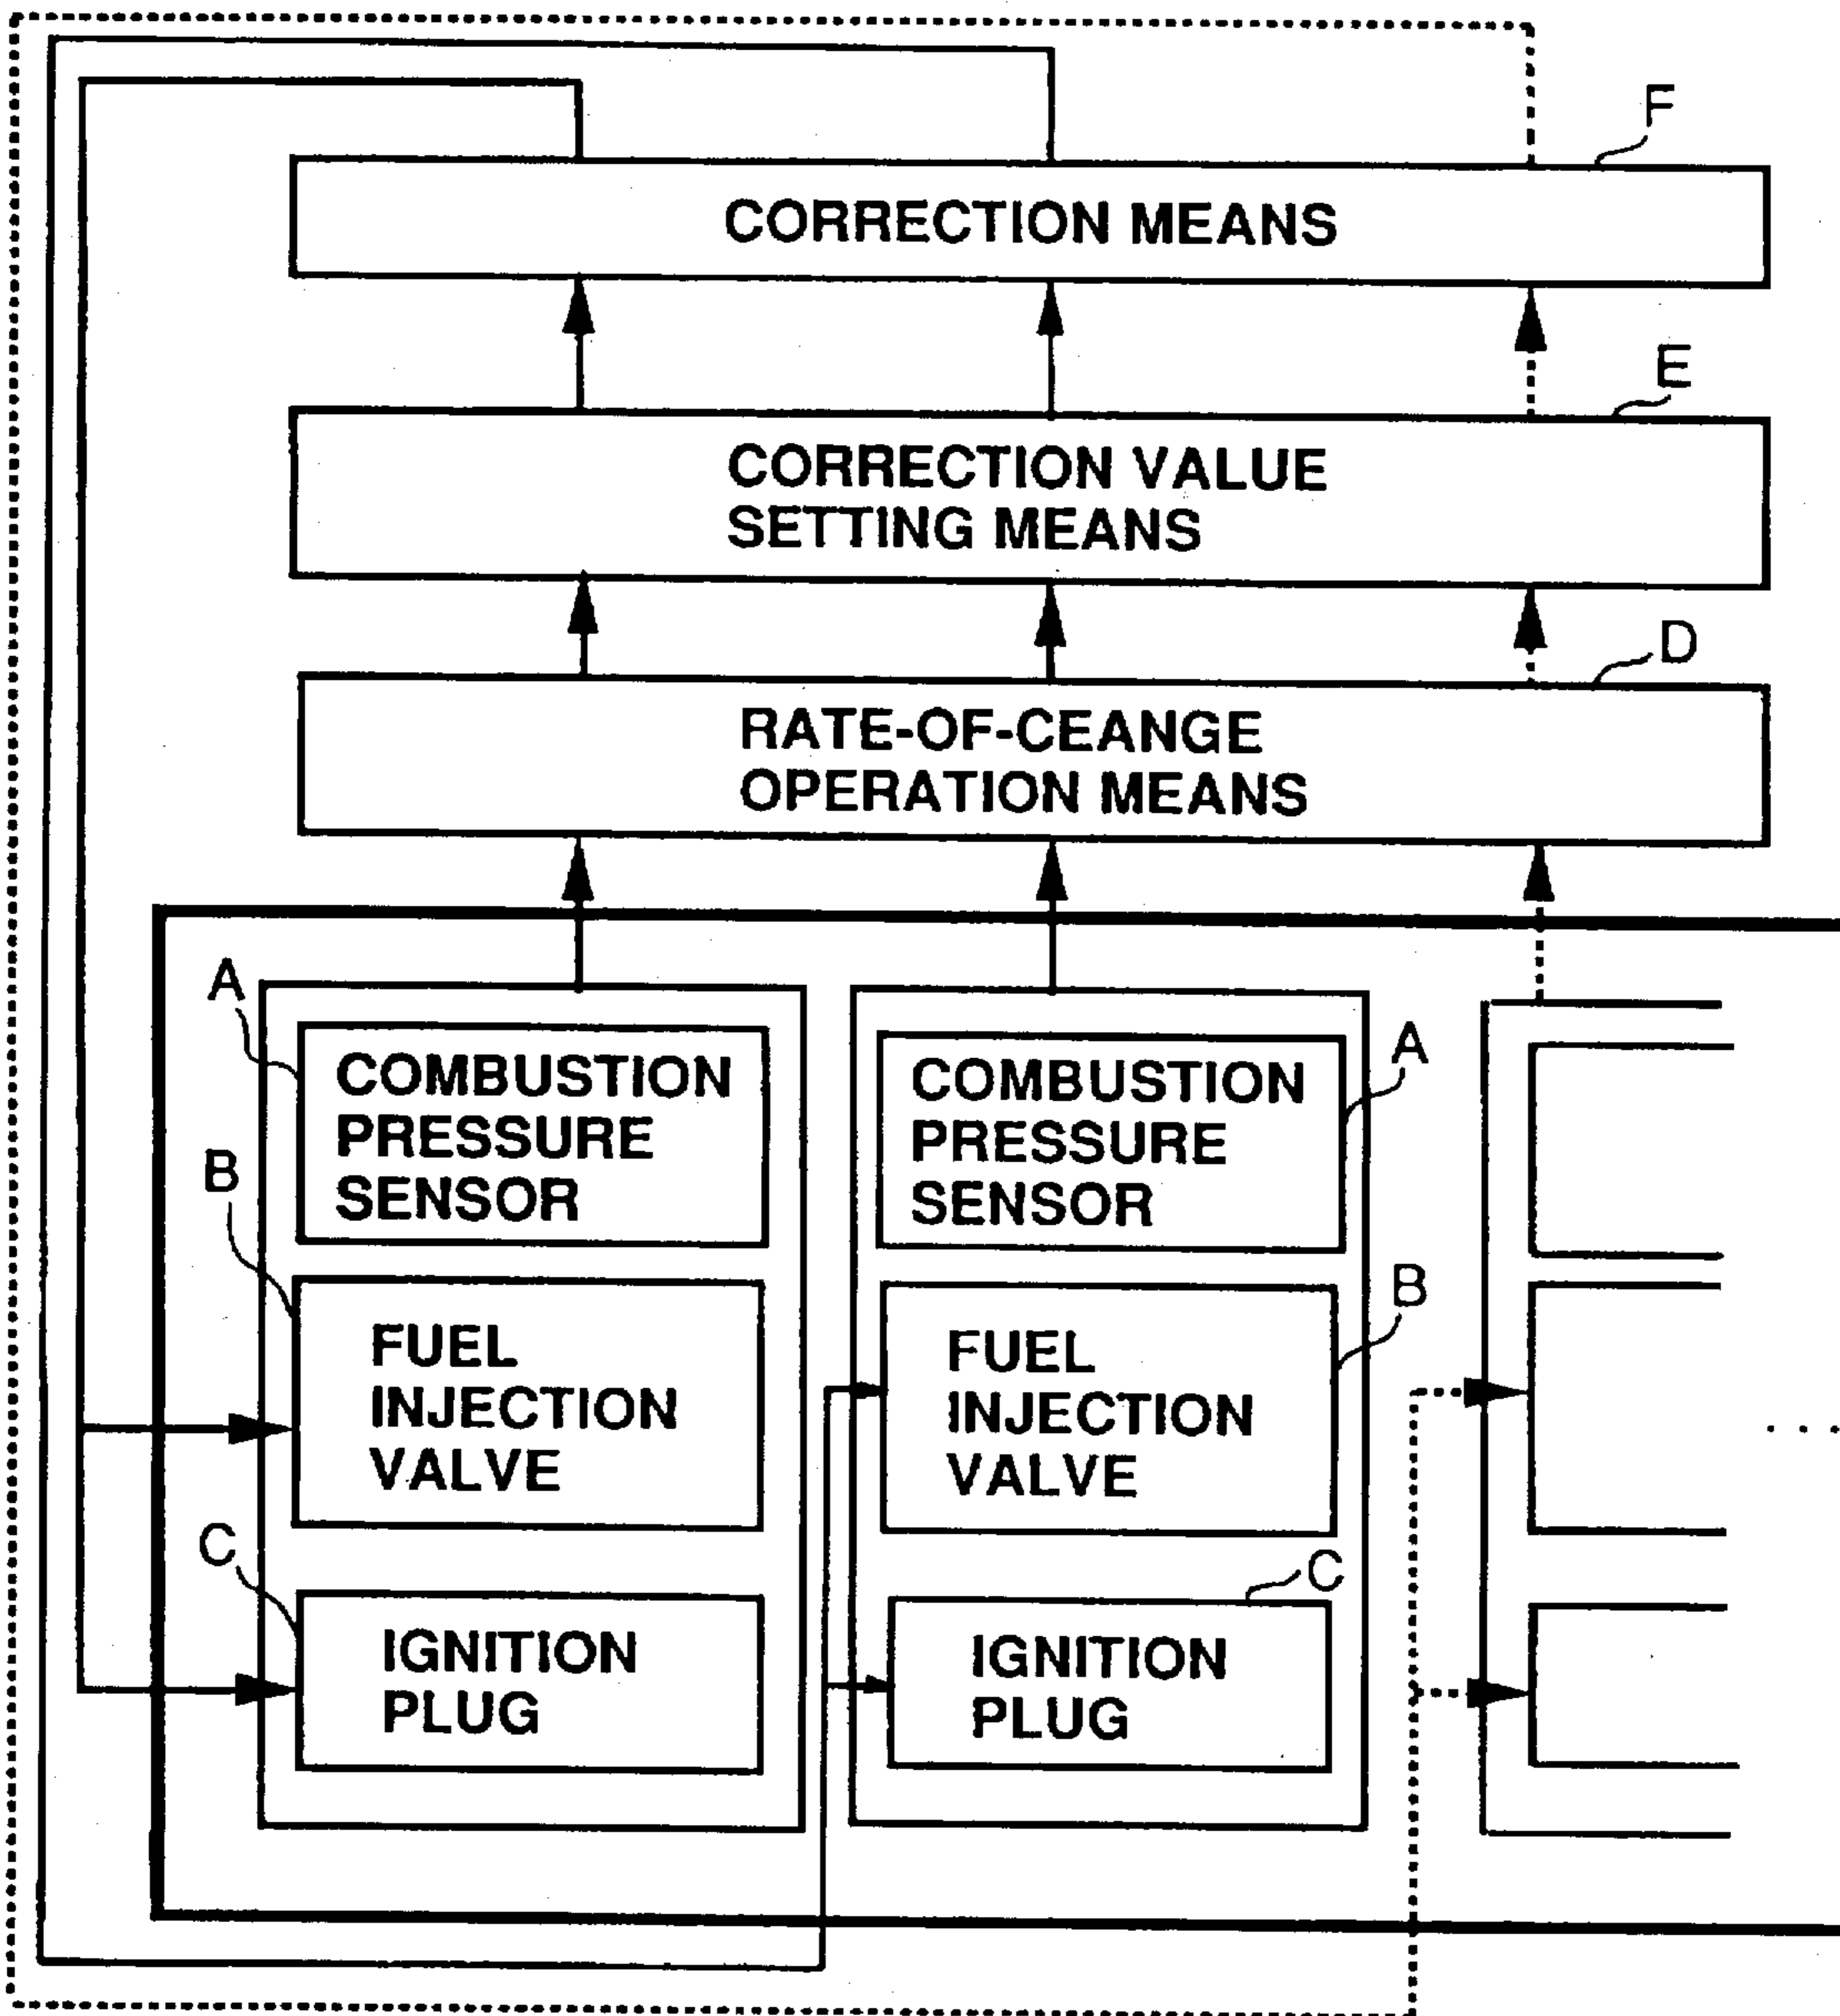 F
CORRECTION MEANS
E
CORRECTION VALUE
SETTING MEANS
D
RATE-OF-CEANGE
OPERATION MEANS
A
COMBUSTION
PRESSURE
SENSOR
B
FUEL
INJECTION
VALVE
C
IGNITION
PLUG
A
COMBUSTION
PRESSURE
SENSOR
B
FUEL
INJECTION
VALVE
C
IGNITION
PLUG
. . .